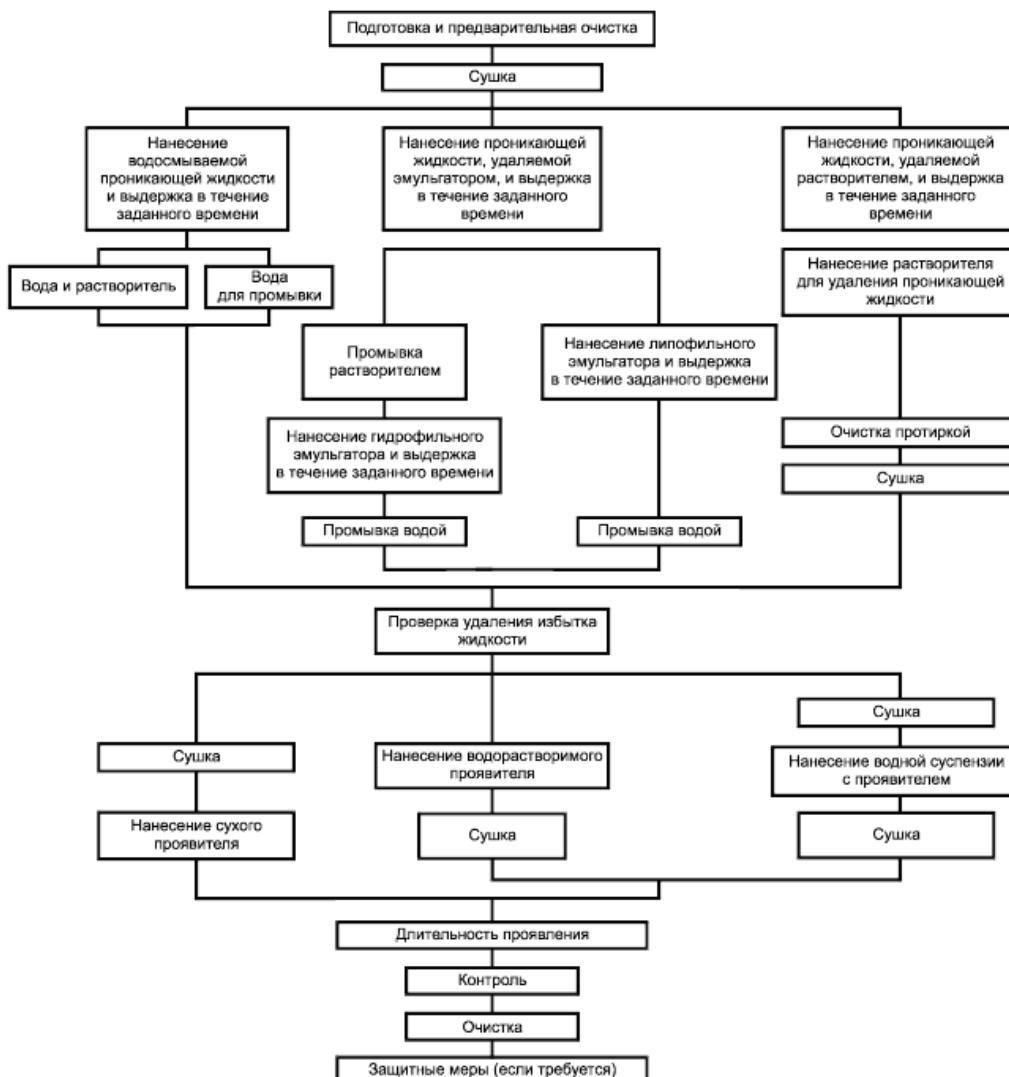 Подготовка и предварительная очистка
Сушка
Нанесение
водосмываемой
проникающей жидкости
и выдержка в течение
заданного времени
Нанесение проникающей
жидкости, удаляемой
эмульгатором, и выдержка
в течение заданного
времени
Нанесение проникающей
жидкости, удаляемой
растворителем, и выдержка
в течение заданного
времени
Вода и растворитель
Вода
для промывки
Нанесение растворителя
для удаления проникающей
жидкости
Промывка
растворителем
Нанесение липофильного
эмульгатора и выдержка
в течение заданного времени
Нанесение гидрофильного
эмульгатора и выдержка
в течение заданного времени
Очистка протиркой
Сушка
Промывка водой
Промывка водой
Проверка удаления избытка
жидкости
Сушка
Сушка
Нанесение водорастворимого
проявителя
Нанесение водной суспензии
с проявителем
Нанесение сухого
проявителя
Сушка
Сушка
Длительность проявления
Контроль
Очистка
Защитные меры (если требуется)